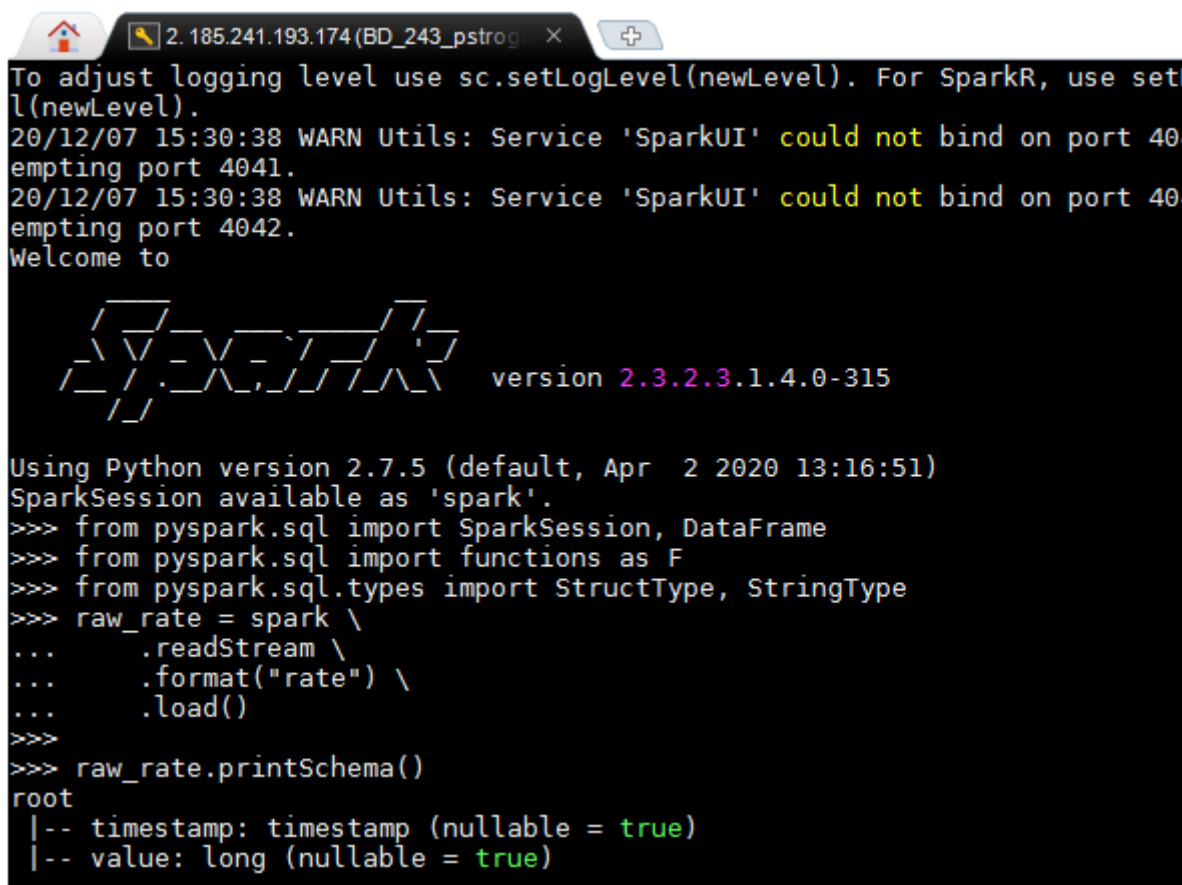 2. 185.241.193.174 (BD_243_pstrog
To adjust logging level use sc.setLogLevel(newLevel). For SparkR, use set
l(newLevel).
20/12/07 15:30:38 WARN Utils: Service 'SparkUI' could not bind on port 40
empting port 4041.
20/12/07 15:30:38 WARN Utils: Service 'SparkUI' could not bind on port 40
empting port 4042.
Welcome to
Spark version 2.3.2.3.1.4.0-315
Using Python version 2.7.5 (default, Apr  2 2020 13:16:51)
SparkSession available as 'spark'.
>>> from pyspark.sql import SparkSession, DataFrame
>>> from pyspark.sql import functions as F
>>> from pyspark.sql.types import StructType, StringType
>>> raw_rate = spark \
...     .readStream \
...     .format("rate") \
...     .load()
>>>
>>> raw_rate.printSchema()
root
 |-- timestamp: timestamp (nullable = true)
 |-- value: long (nullable = true)